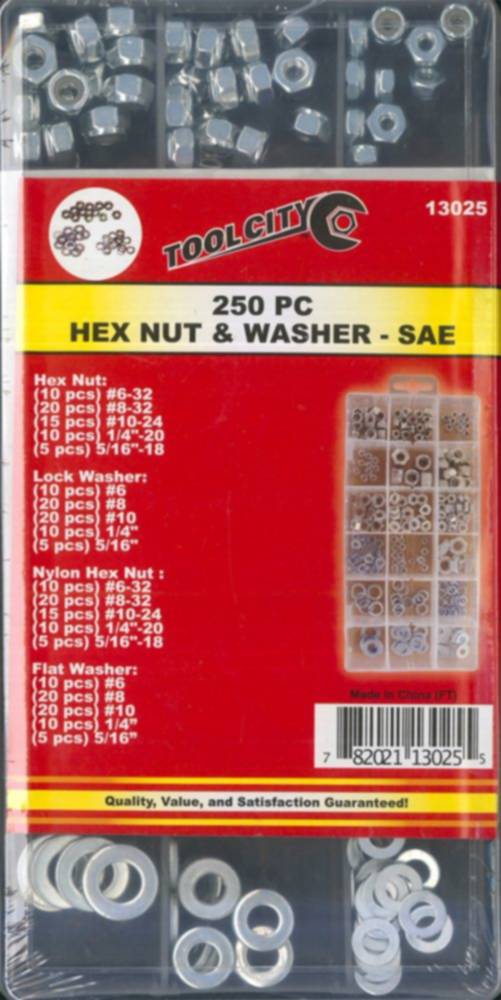 TOOLCITY
13025
250 PC
HEX NUT & WASHER - SAE
Hex Nut:
(10 pcs) #6-32
(20 pcs) #8-32
(15 pcs) #10-24
(10 pcs) 1/4"-20
(5 pcs) 5/16"-18
Lock Washer:
(10 pcs) #6
(20 pcs) #8
(20 pcs) #10
(10 pcs) 1/4"
(5 pcs) 5/16"
Nylon Hex Nut :
(10 pcs) #6-32
(20 pcs) #8-32
(15 pcs) #10-24
(10 pcs) 1/4"-20
(5 pcs) 5/16"-18
Flat Washer:
(10 pcs) #6
(20 pcs) #8
(20 pcs) #10
(10 pcs) 1/4"
(5 pcs) 5/16"
Made in China (FT)
7 82021 13025 5
Quality, Value, and Satisfaction Guaranteed!